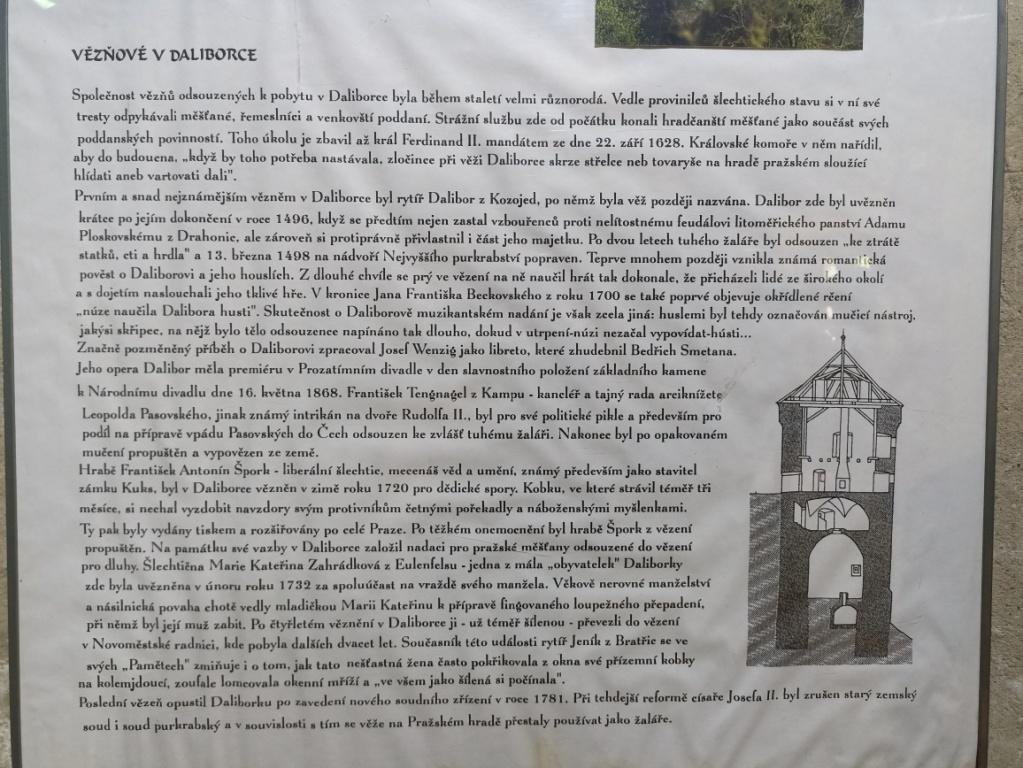 VĚZŇOVÉ V DALIBORCE
Společnost vězňů odsouzených k pobytu v Daliborce byla během staletí velmi různorodá. Vedle provinilců šlechtického stavu si v ní své
tresty odpykávali měšťané, řemeslníci a venkovští poddaní. Strážní službu zde od počátku konali hradčanští měšťané jako součást svých
poddanských povinností. Toho úkolu je zbavil až král Ferdinand II. mandátem ze dne 22. září 1628. Královské komoře v něm nařídil,
aby do budoucna, „když by toho potřeba nastávala, zločince při věži Daliborce skrze střelce neb tovaryše na hradě pražském sloužící
hlídati aneb vartovati dali".
Prvním a snad nejznámějším vězněm v Daliborce byl rytíř Dalibor z Kozojed, po němž byla věž později nazvána. Dalibor zde byl uvězněn
krátce po jejím dokončení v roce 1496, když se předtím nejen zastal vzbouřenců proti nelítostnému feudálovi litoměřického panství Adamu
Ploskovskému z Drahonic, ale zároveň si protiprávně přivlastnil i část jeho majetku. Po dvou letech tuhého žaláře byl odsouzen „ke ztrátě
statků, cti a hrdla" a 13. března 1498 na nádvoří Nejvyššího purkrabství popraven. Teprve mnohem později vznikla známá romantická
pověst o Daliborovi a jeho houslích. Z dlouhé chvíle se prý ve vězení na ně naučil hrát tak dokonale, že přicházeli lidé ze širokého okolí
a s dojetím naslouchali jeho tklivé hře. V kronice Jana Františka Beckovského z roku 1700 se také poprvé objevuje okřídlené rčení
„núze naučila Dalibora husti". Skutečnost o Daliborově muzikantském nadání je však zcela jiná: huslemi byl tehdy označován mučicí nástroj,
jakýsi skřipec, na nějž bylo tělo odsouzence napínáno tak dlouho, dokud v utrpení-núzi nezačal vypovídat-hústi...
Značně pozměněný příběh o Daliborovi zpracoval Josef Wenzig jako libreto, které zhudebnil Bedřich Smetana.
Jeho opera Dalibor měla premiéru v Prozatímním divadle v den slavnostního položení základního kamene
k Národnímu divadlu dne 16. května 1868. František Tengnagel z Kampu - kancléř a tajný rada arciknížete
Leopolda Pasovského, jinak známý intrikán na dvoře Rudolfa II., byl pro své politické pikle a především pro
podíl na přípravě vpádu Pasovských do Čech odsouzen ke zvlášť tuhému žaláři. Nakonec byl po opakovaném
mučení propuštěn a vypovězen ze země.
Hrabě František Antonín Špork - liberální šlechtic, mecenáš věd a umění, známý především jako stavitel
zámku Kuks, byl v Daliborce vězněn v zimě roku 1720 pro dědické spory. Kobku, ve které strávil téměř tři
měsíce, si nechal vyzdobit navzdory svým protivníkům četnými pořekadly a náboženskými myšlenkami.
Ty pak byly vydány tiskem a rozšiřovány po celé Praze. Po těžkém onemocnění byl hrabě Špork z vězení
propuštěn. Na památku své vazby v Daliborce založil nadaci pro pražské měšťany odsouzené do vězení
pro dluhy. Šlechtična Marie Kateřina Zahrádková z Eulenfelsu - jedna z mála „obyvatelek" Daliborky
zde byla uvězněna v únoru roku 1732 za spoluúčast na vraždě svého manžela. Věkově nerovné manželství
a násilnická povaha chotě vedly mladičkou Marii Kateřinu k přípravě fingovaného loupežného přepadení,
při němž byl její muž zabit. Po čtyřletém věznění v Daliborce ji - už téměř šílenou - převezli do vězení
v Novoměstské radnici, kde pobyla dalších dvacet let. Současník této události rytíř Jeník z Bratřic se ve
svých „Pamětech" zmiňuje i o tom, jak tato nešťastná žena často pokřikovala z okna své přízemní kobky
na kolemjdoucí, zoufale lomcovala okenní mříží a „ve všem jako šílená si počínala".
Poslední vězeň opustil Daliborku po zavedení nového soudního zřízení v roce 1781. Při tehdejší reformě císaře Josefa II. byl zrušen starý zemský
soud i soud purkrabský a v souvislosti s tím se věže na Pražském hradě přestaly používat jako žaláře.